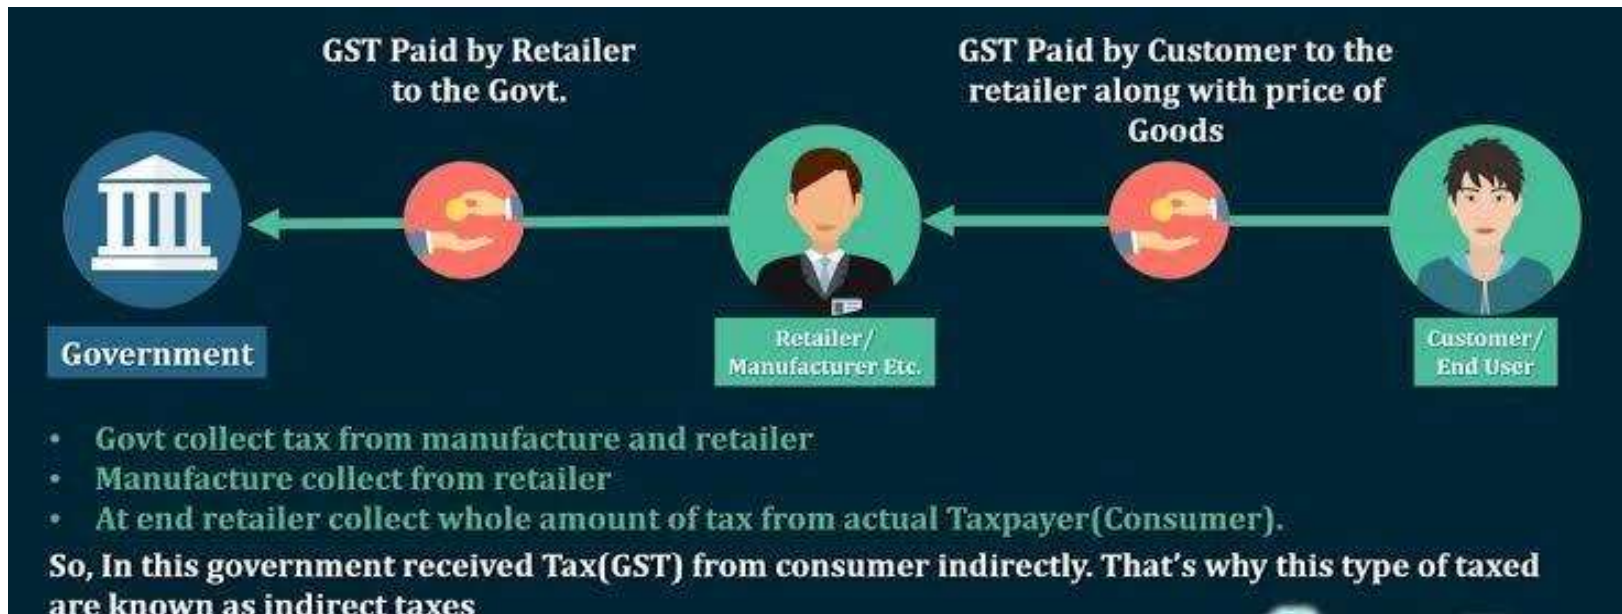 GST Paid by Retailer
to the Govt.
GST Paid by Customer to the
retailer along with price of
Goods
Government
Retailer/
Manufacturer Etc.
Customer/
End User
• Govt collect tax from manufacture and retailer
• Manufacture collect from retailer
• At end retailer collect whole amount of tax from actual Taxpayer(Consumer).
So, In this government received Tax(GST) from consumer indirectly. That's why this type of taxed
are known as indirect taxes